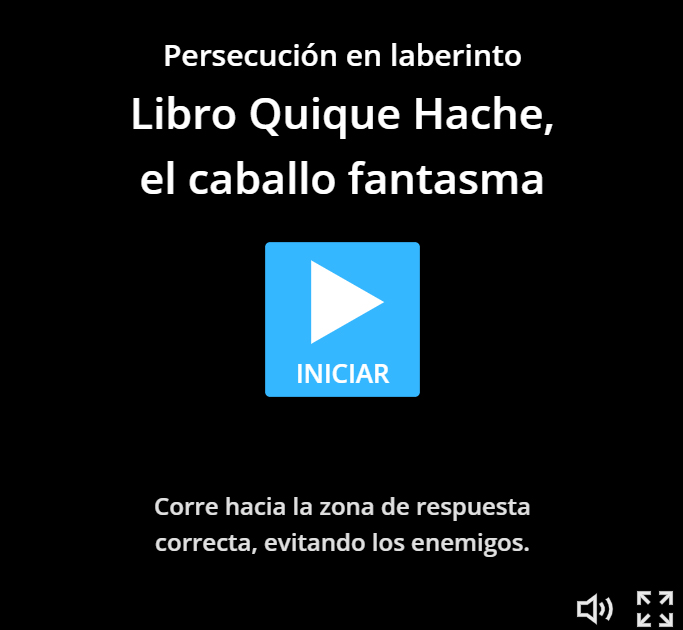 Persecución en laberinto
Libro Quique Hache,
el caballo fantasma
INICIAR
Corre hacia la zona de respuesta
correcta, evitando los enemigos.